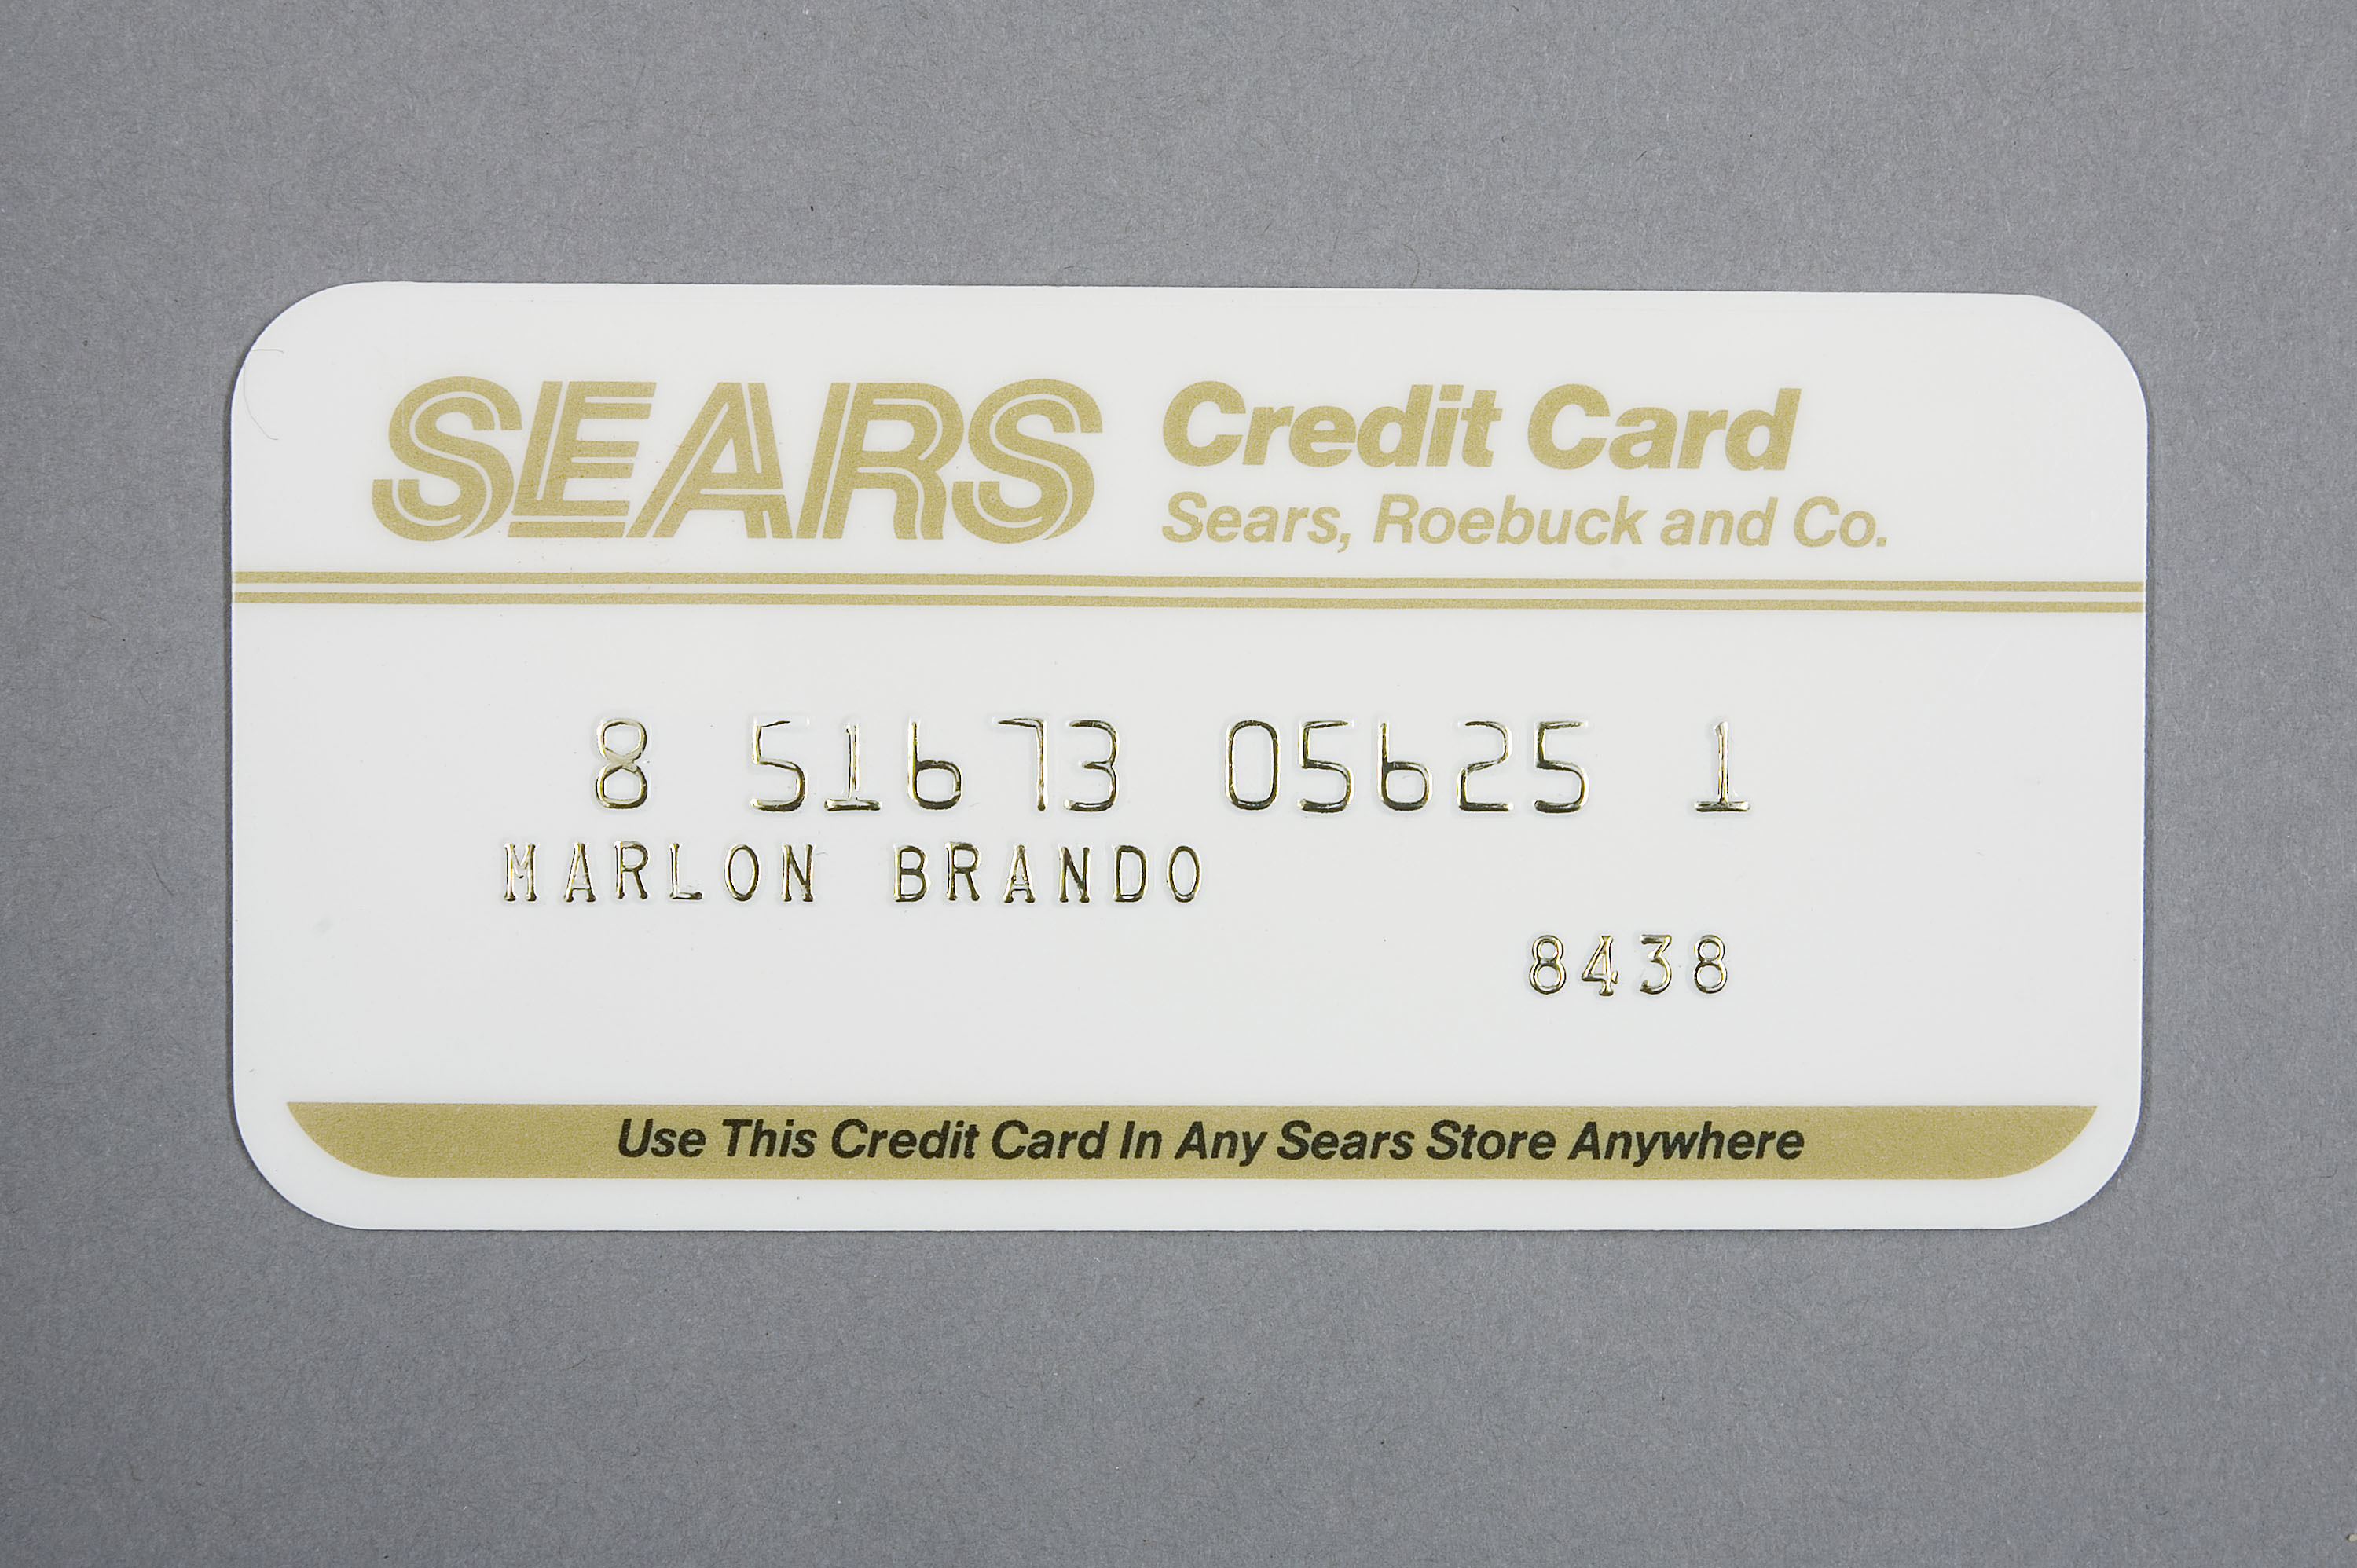 SEARS Credit Card
Sears, Roebuck and Co.
8 51673 05625 1
MARLON BRANDO
8438
Use This Credit Card In Any Sears Store Anywhere